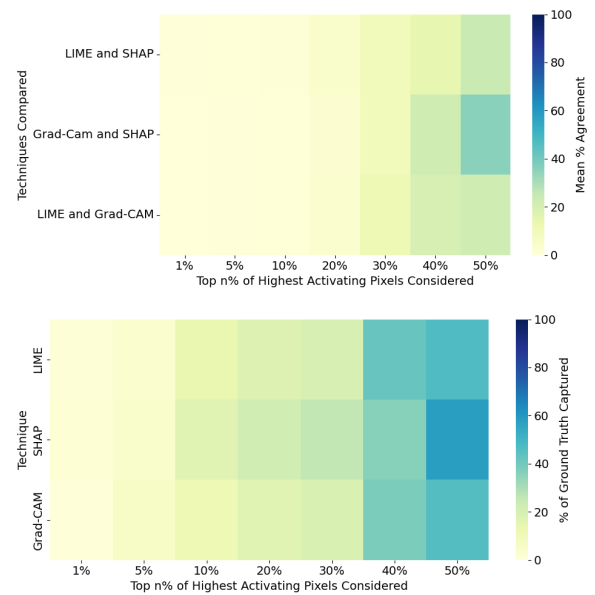 Techniques Compared
LIME and SHAP
Grad-Cam and SHAP
LIME and Grad-CAM
1% 5% 10% 20% 30% 40% 50%
Top n% of Highest Activating Pixels Considered
100
80
60
40
20
0
Mean % Agreement
Technique
LIME
SHAP
Grad-CAM
1% 5% 10% 20% 30% 40% 50%
Top n% of Highest Activating Pixels Considered
100
80
60
40
20
0
% of Ground Truth Captured